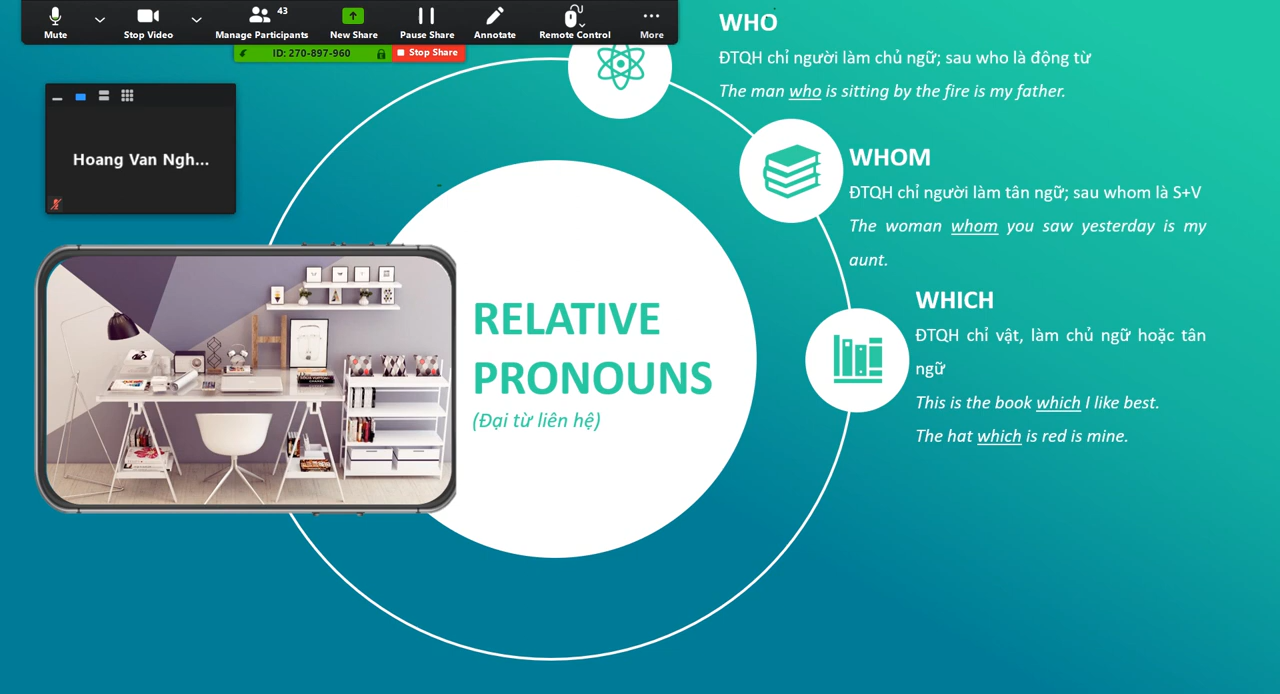 Mute
Stop Video
Manage Participants
43
New Share
Pause Share
Annotate
Remote Control
More
ID: 270-897-960
Stop Share
Hoang Van Ngh...
RELATIVE
PRONOUNS
(Đại từ liên hệ)
WHO
ĐTQH chỉ người làm chủ ngữ; sau who là động từ
The man who is sitting by the fire is my father.
WHOM
ĐTQH chỉ người làm tân ngữ; sau whom là S+V
The woman whom you saw yesterday is my
aunt.
WHICH
ĐTQH chỉ vật, làm chủ ngữ hoặc tân
ngữ
This is the book which I like best.
The hat which is red is mine.